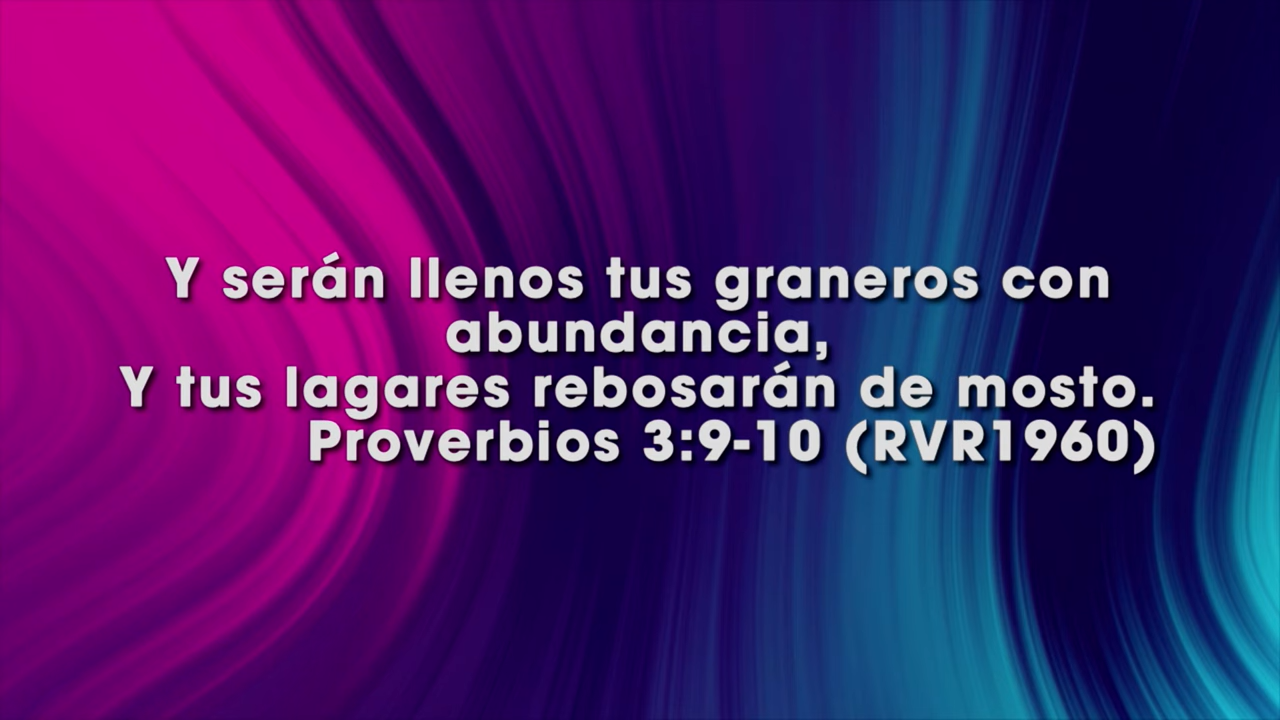 Y serán llenos tus graneros con
abundancia,
Y tus lagares rebosarán de mosto.
Proverbios 3:9-10 (RVR1960)